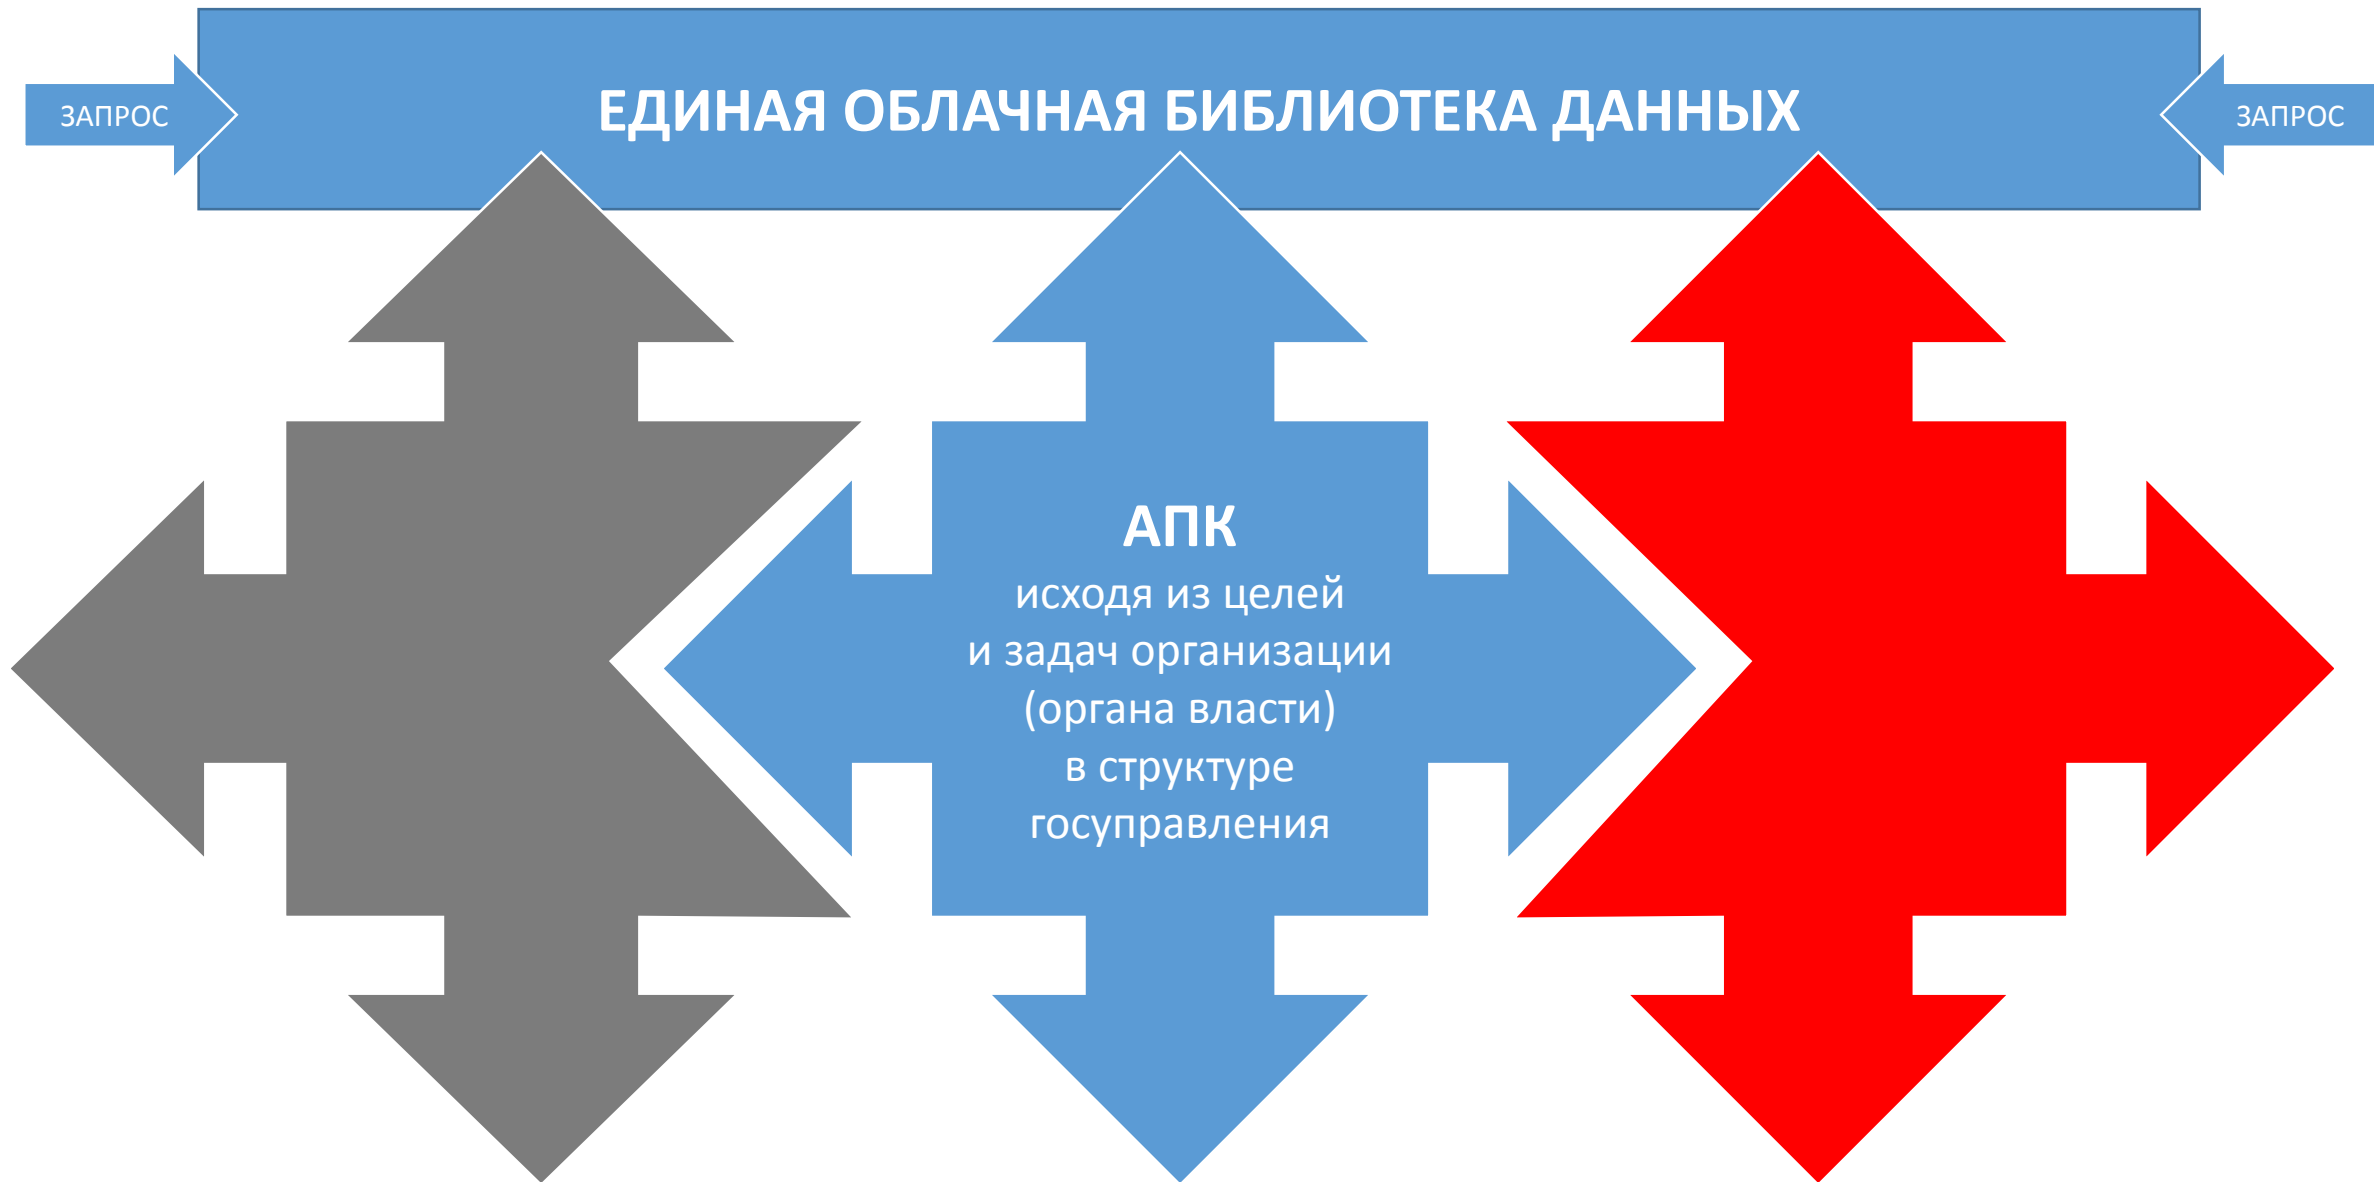 ЗАПРОС
ЕДИНАЯ ОБЛАЧНАЯ БИБЛИОТЕКА ДАННЫХ
ЗАПРОС
АПК
исходя из целей
и задач организации
(органа власти)
в структуре
госуправления